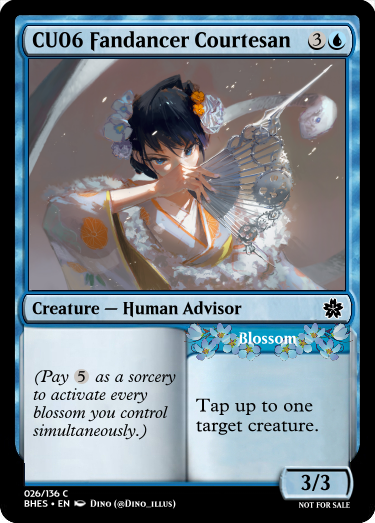 CU06 Fandancer Courtesan 3
Creature — Human Advisor
Blossom
(Pay 5 as a sorcery
to activate every
blossom you control
simultaneously.)
Tap up to one
target creature.
3/3
026/136 C
BHES • EN Dino (@Dino_illus)
NOT FOR SALE